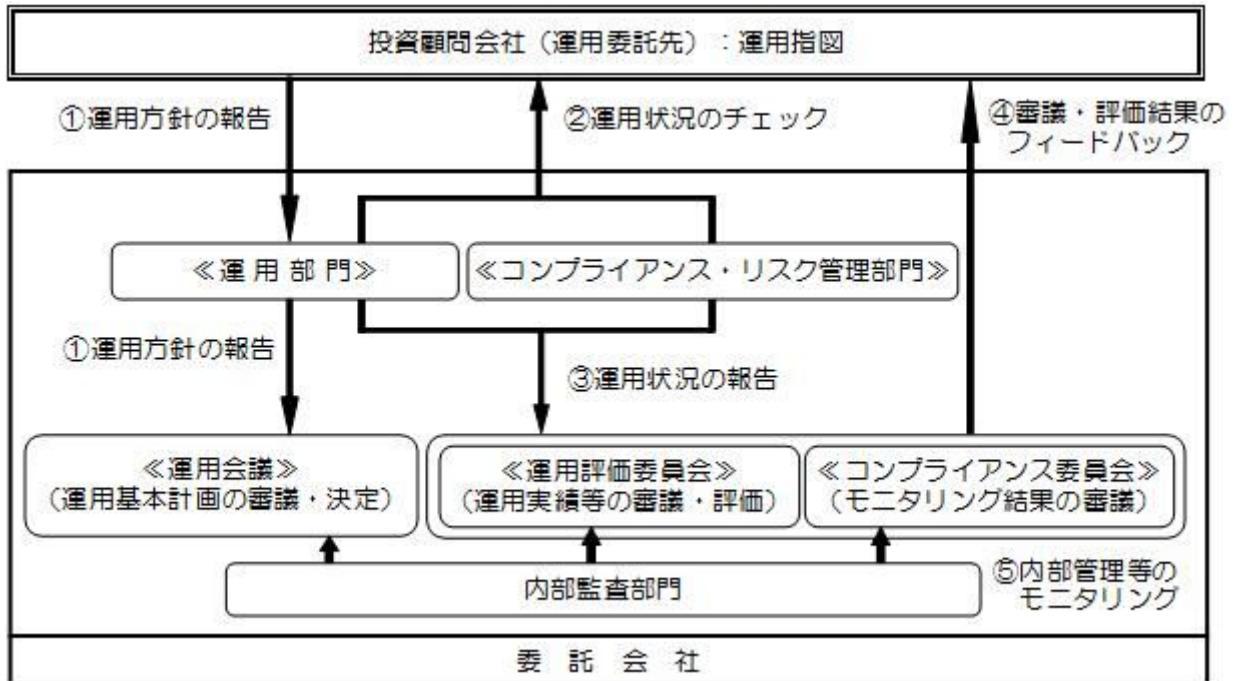 投資顧問会社（運用委託先）：運用指図
①運用方針の報告
②運用状況のチェック
④審議・評価結果の
フィードバック
≪運 用 部 門≫
≪コンプライアンス・リスク管理部門≫
①運用方針の報告
③運用状況の報告
≪運用会議≫
（運用基本計画の審議・決定）
≪運用評価委員会≫
（運用実績等の審議・評価）
≪コンプライアンス委員会≫
（モニタリング結果の審議）
内部監査部門
⑤内部管理等の
モニタリング
委 託 会 社